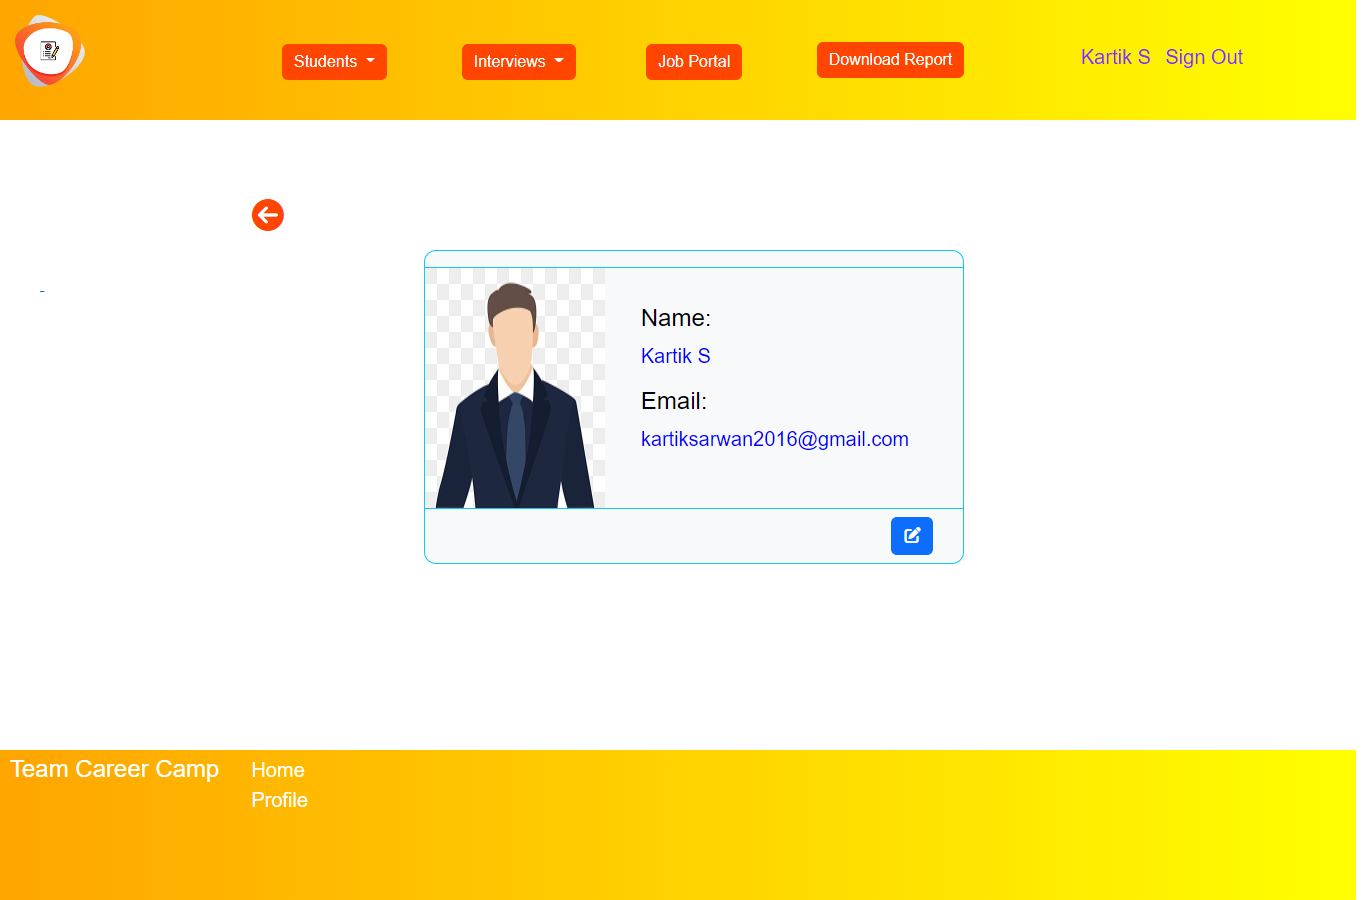 Students
Interviews
Job Portal
Download Report
Kartik S Sign Out
-
Name:
Kartik S
Email:
kartiksarwan2016@gmail.com
Team Career Camp
Home
Profile